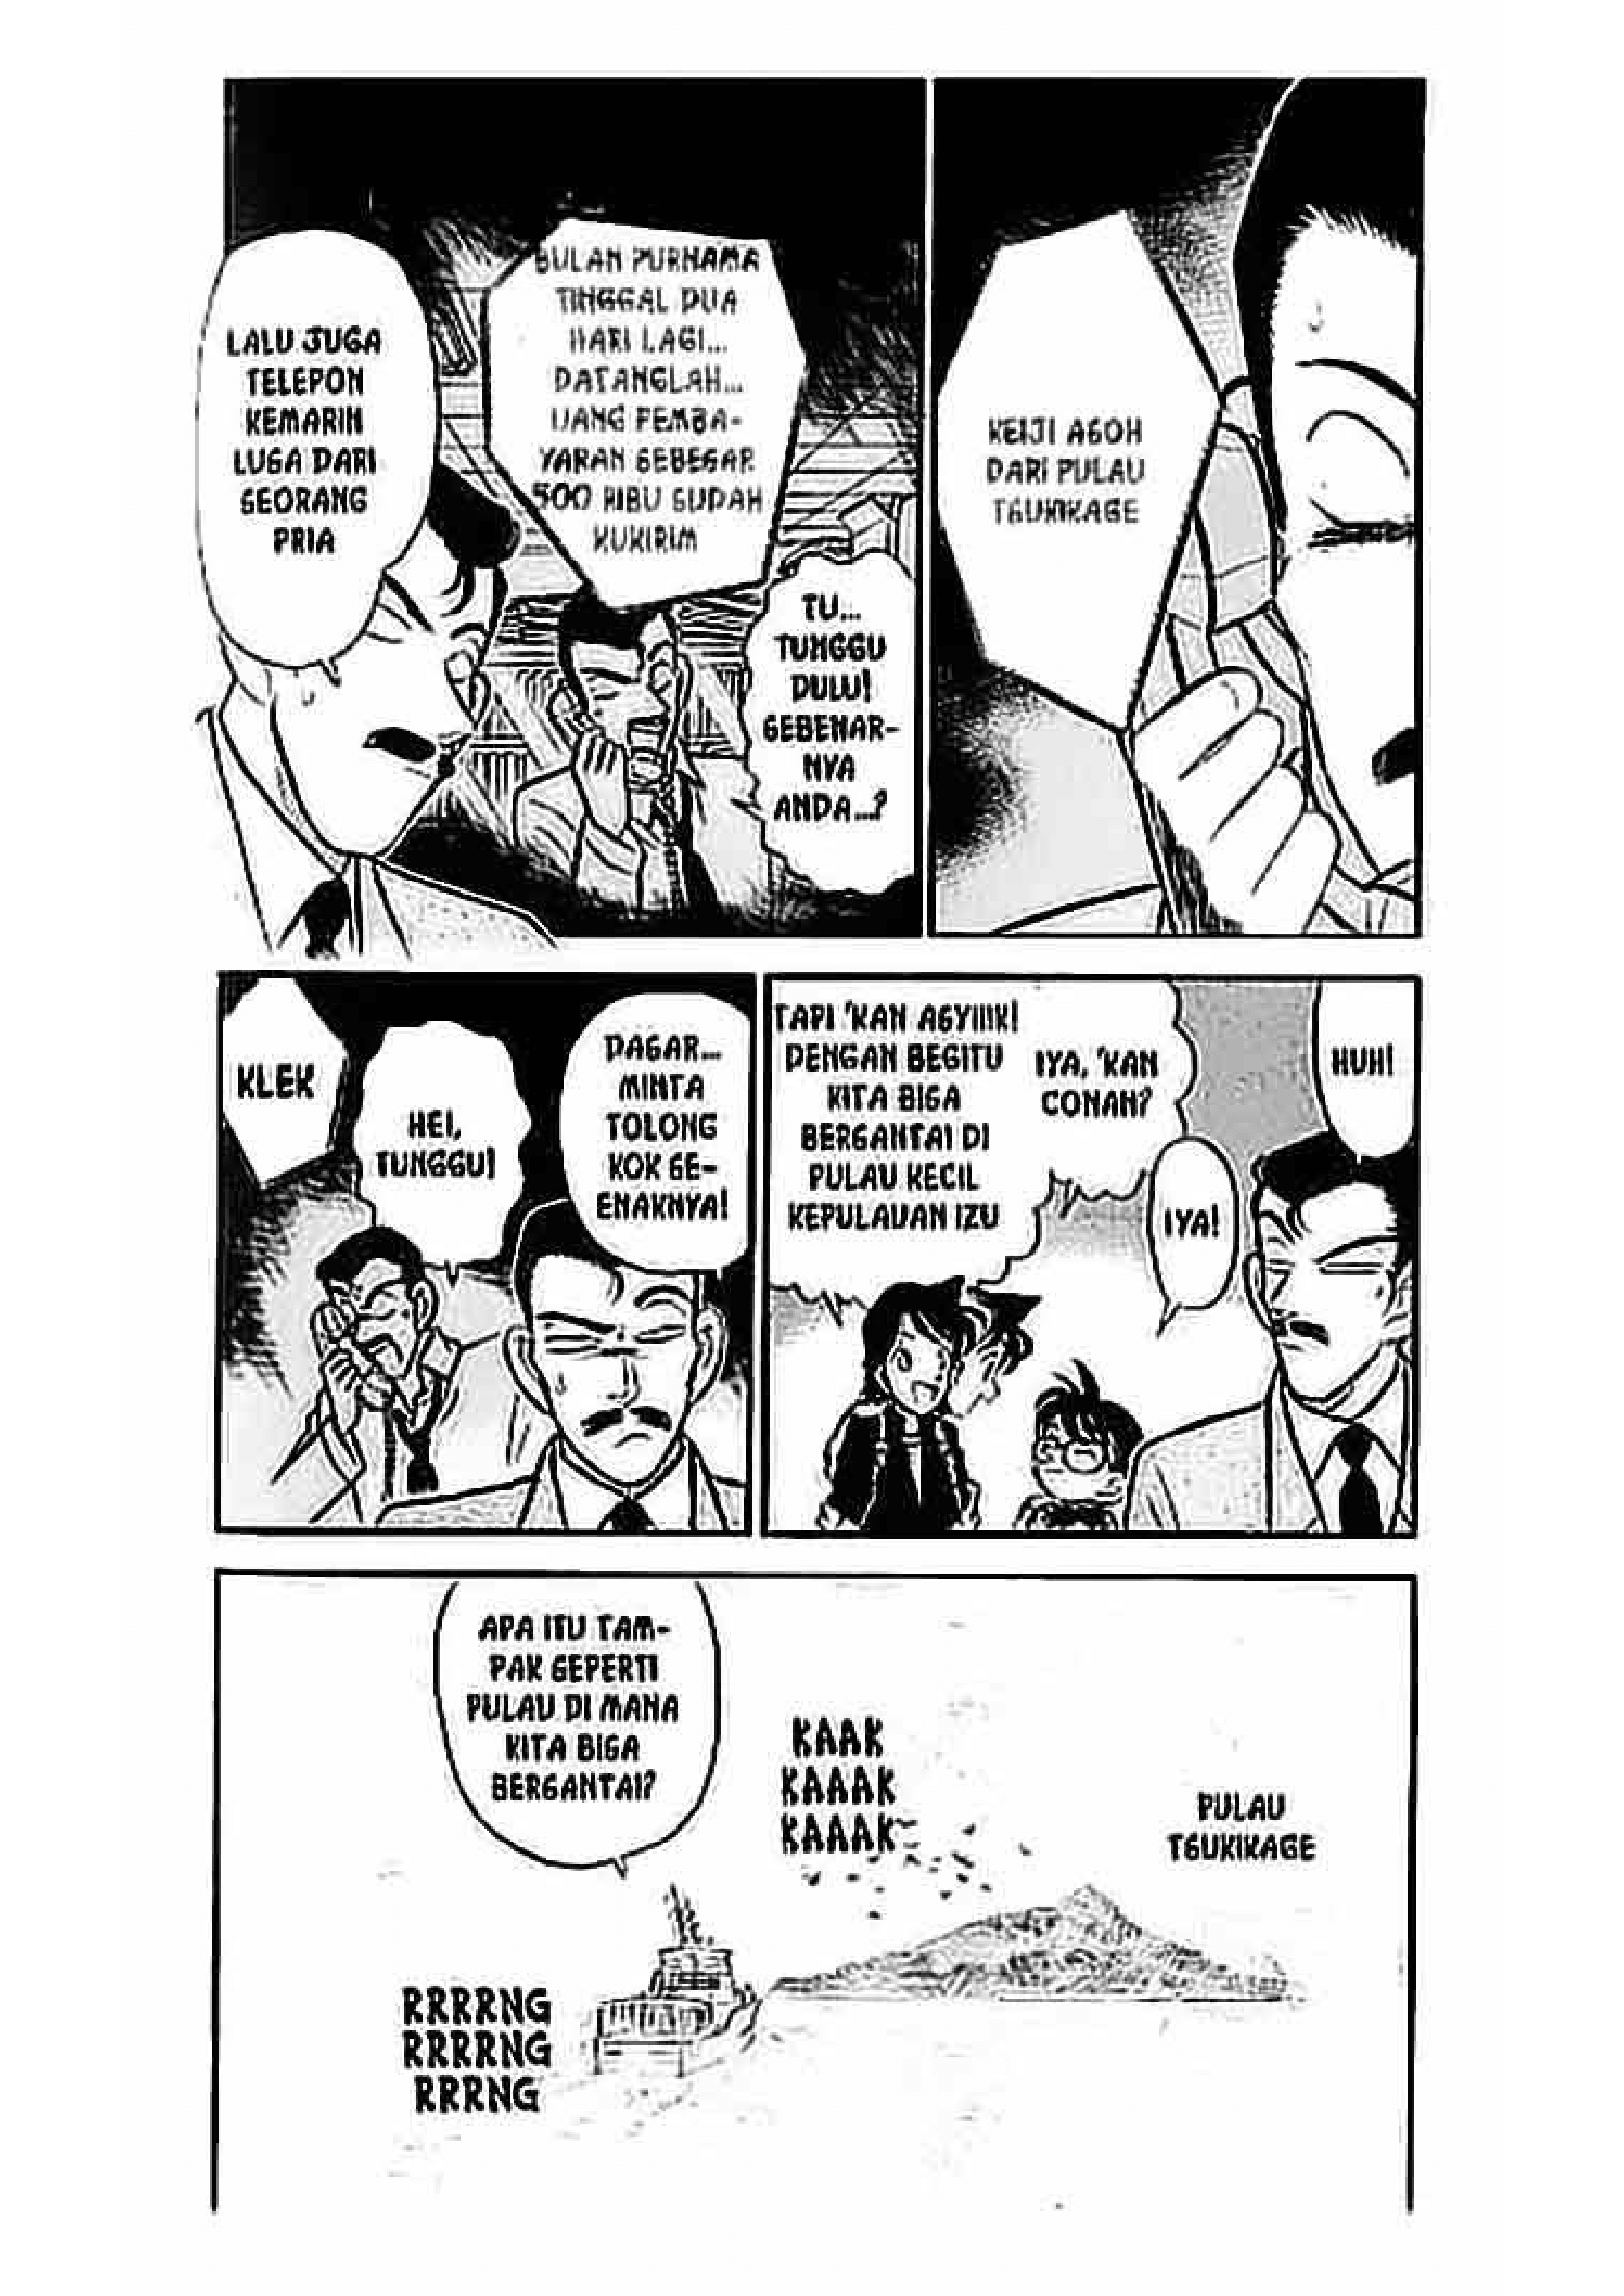 LALU JUGA
TELEPON
KEMARIN
LUSA DARI
SEORANG
PRIA
BULAN PURNAMA
TINGGAL DUA
HARI LAGI...
DATANGLAH...
UANG PEMBA-
YARAN SEBESAR
500 RIBU SUDAH
KUKIRIM
TU...
TUNGGU
DULU!
SEBENAR-
NYA
ANDA...?
KEIJI ASOH
DARI PULAU
TSUKIKAGE
KLEK
HEI,
TUNGGU!
DASAR...
MINTA
TOLONG
KOK SE-
ENAKNYA!
TAPI 'KAN ASYIIIK!
DENGAN BEGITU
KITA BISA
BERSANTAI DI
PULAU KECIL
KEPULAUAN IZU
IYA, 'KAN
CONAN?
IYA!
HUH!
APA ITU TAM-
PAK SEPERTI
PULAU DI MANA
KITA BISA
BERSANTAI?
KAAK
KAAAK
KAAAK
PULAU
TSUKIKAGE
RRRRNG
RRRRNG
RRRNG